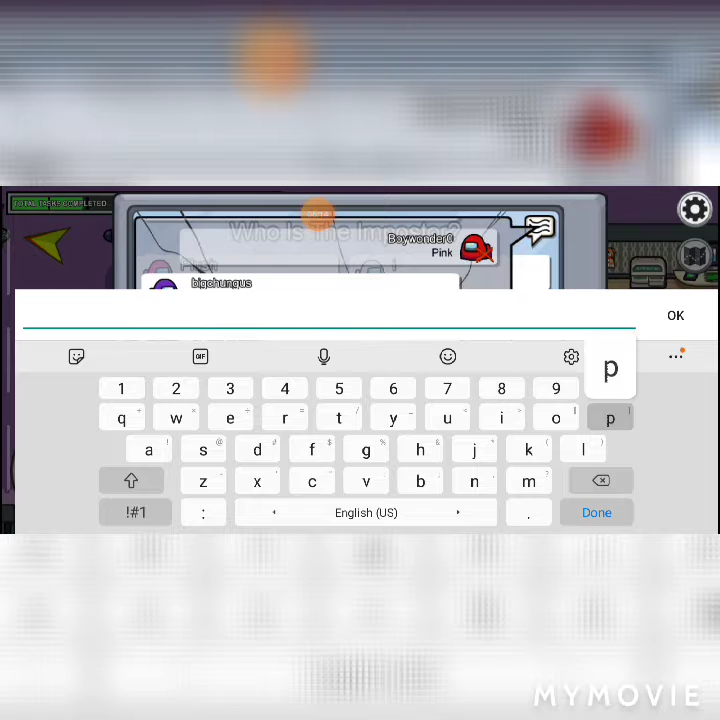 TOTAL TASKS COMPLETED
Who Is The Impostor?
Boywonder0
Pink
bigchungus
OK
GIF
p
1 2 3 4 5 6 7 8 9
q w e r t y u i o p
a s d f g h j k l
z x c v b n m
!#1 : English (US) . Done
MYMOVIE